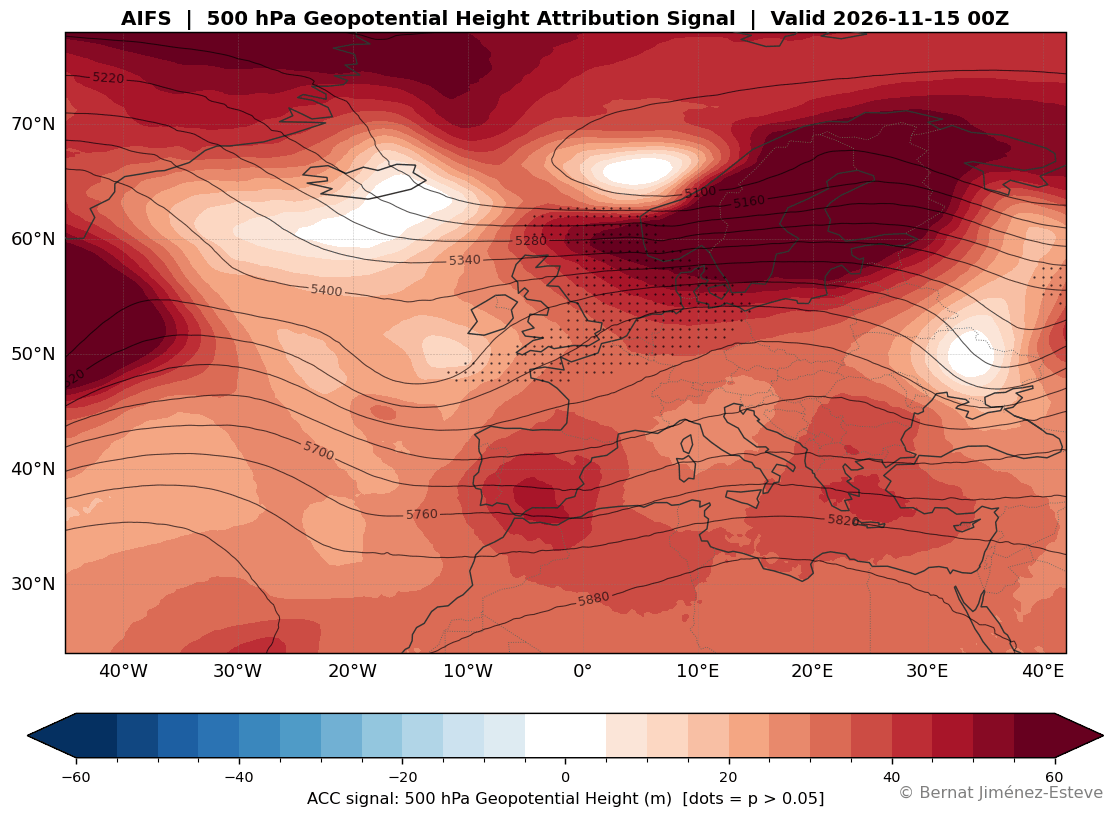 AIFS | 500 hPa Geopotential Height Attribution Signal | Valid 2026-11-15 00Z
5220
70°N
5100
5160
60°N
5280
5340
5400
50°N
20
5700
40°N
5760
5820
30°N
5880
40°W 30°W 20°W 10°W 0° 10°E 20°E 30°E 40°E
−60 −40 −20 0 20 40 60
ACC signal: 500 hPa Geopotential Height (m) [dots = p > 0.05]
© Bernat Jiménez-Esteve